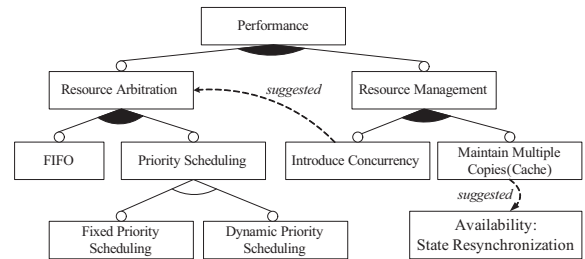 Performance
Resource Arbitration
suggested
Resource Management
FIFO
Priority Scheduling
Introduce Concurrency
Maintain Multiple
Copies(Cache)
suggested
Fixed Priority
Scheduling
Dynamic Priority
Scheduling
Availability:
State Resynchronization